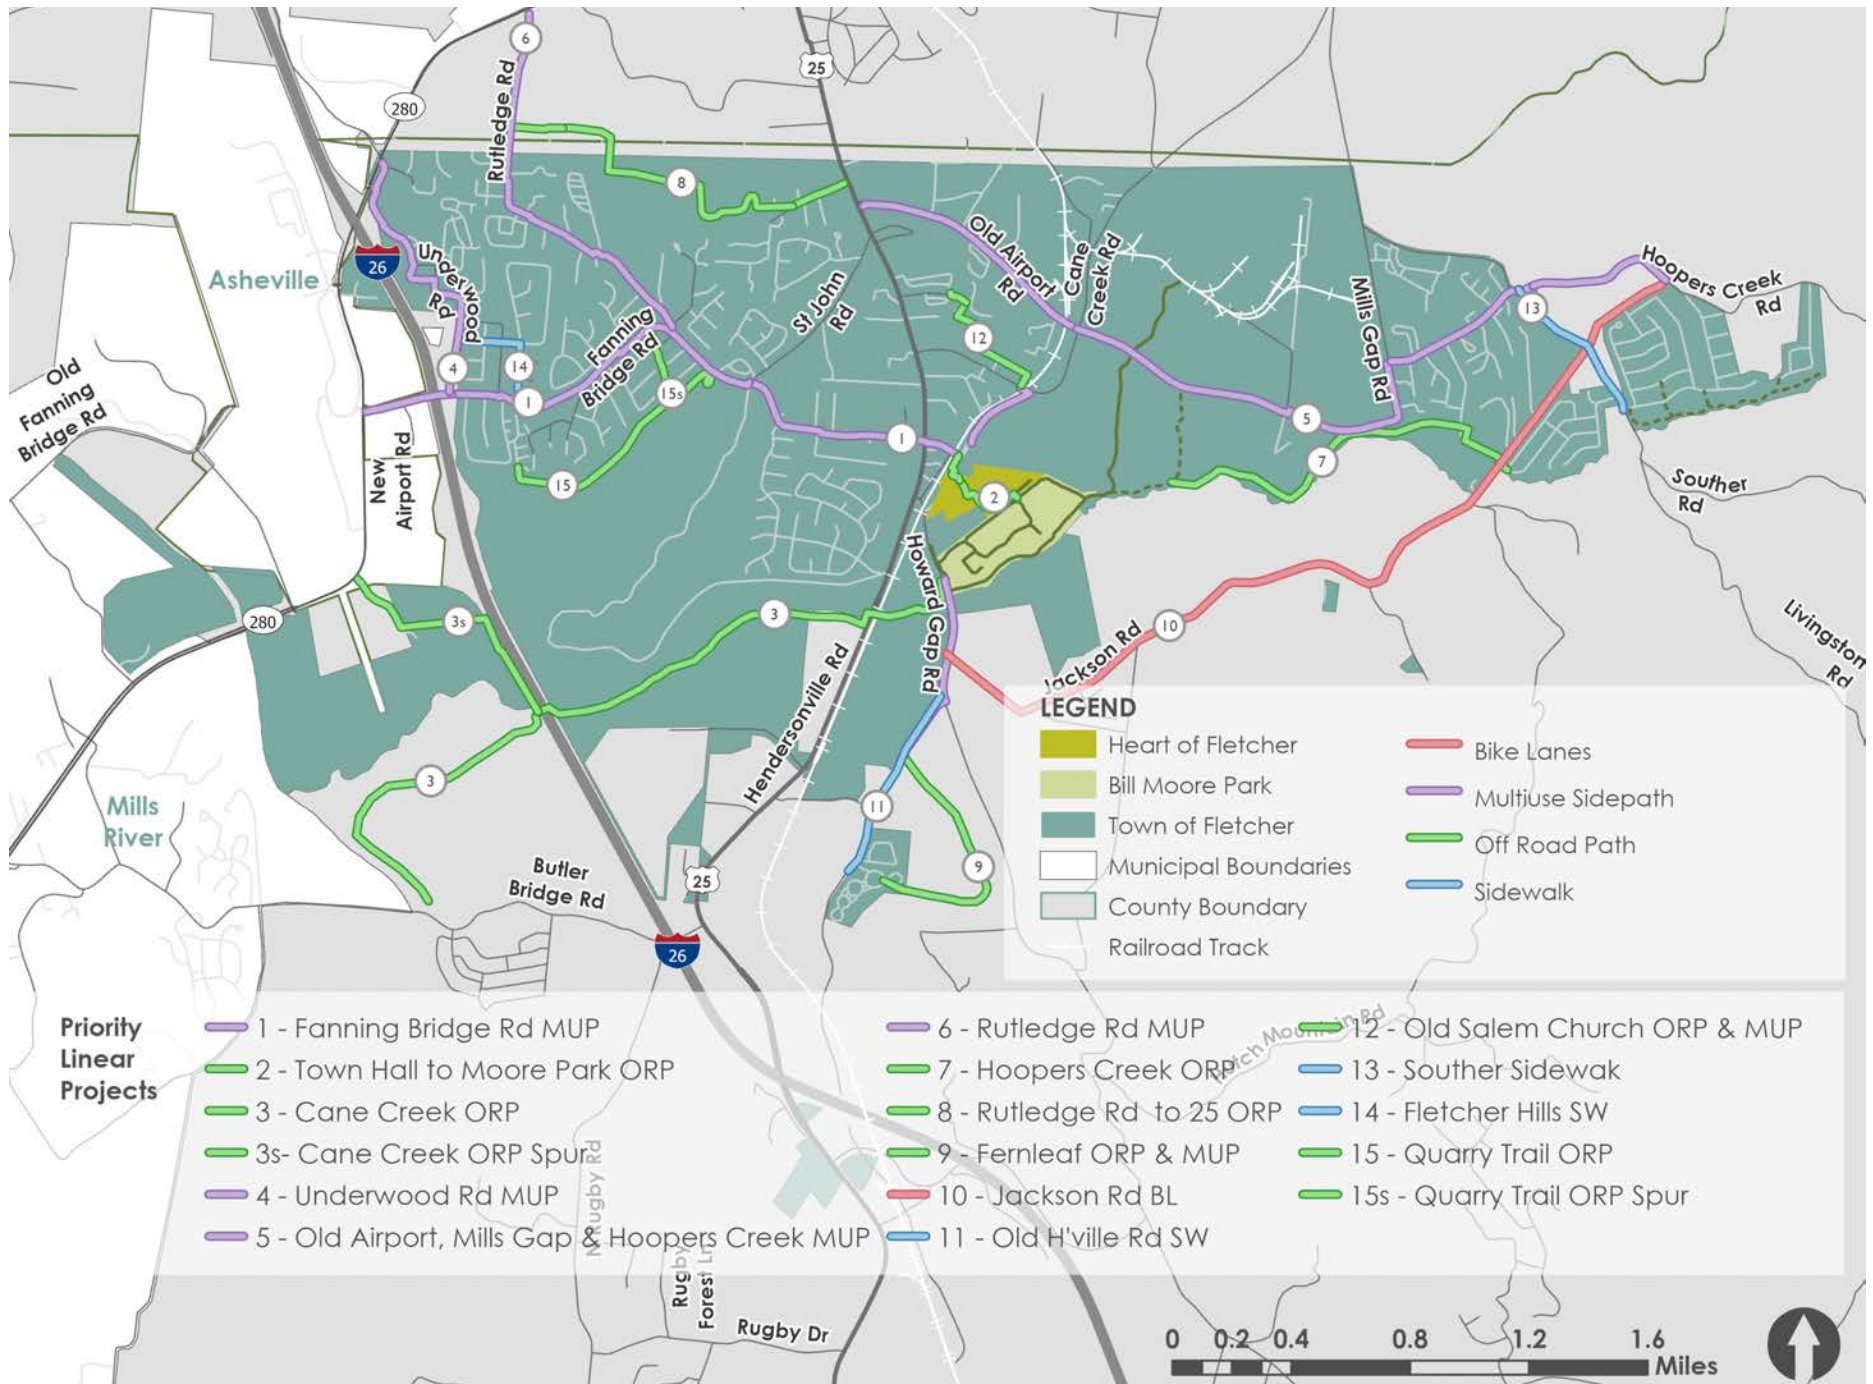 6
25
Rutledge Rd
280
8
Underwood
Rd
26
Asheville
Old Airport
Rd
Cane
Creek Rd
Hoopers Creek
Rd
St John
Rd
Mills Gap Rd
13
12
Fanning
Bridge Rd
4
14
15s
1
Old
Fanning
Bridge Rd
1
5
7
New
Airport Rd
15
2
Souther
Rd
Howard Gap Rd
280
3s
3
10
Jackson Rd
Livingston
Rd
Hendersonville Rd
3
Mills
River
11
9
Butler
Bridge Rd
25
26
LEGEND
Heart of Fletcher
Bill Moore Park
Town of Fletcher
Municipal Boundaries
County Boundary
Railroad Track
Bike Lanes
Multiuse Sidepath
Off Road Path
Sidewalk
Priority
Linear
Projects
1 - Fanning Bridge Rd MUP
2 - Town Hall to Moore Park ORP
3 - Cane Creek ORP
3s- Cane Creek ORP Spur
4 - Underwood Rd MUP
5 - Old Airport, Mills Gap & Hoopers Creek MUP
6 - Rutledge Rd MUP
7 - Hoopers Creek ORP
8 - Rutledge Rd to 25 ORP
9 - Fernleaf ORP & MUP
10 - Jackson Rd BL
11 - Old H'ville Rd SW
12 - Old Salem Church ORP & MUP
13 - Souther Sidewak
14 - Fletcher Hills SW
15 - Quarry Trail ORP
15s - Quarry Trail ORP Spur
N Rugby Rd
Rugby
Forest Ln
Rugby Dr
0 0.2 0.4 0.8 1.2 1.6
Miles